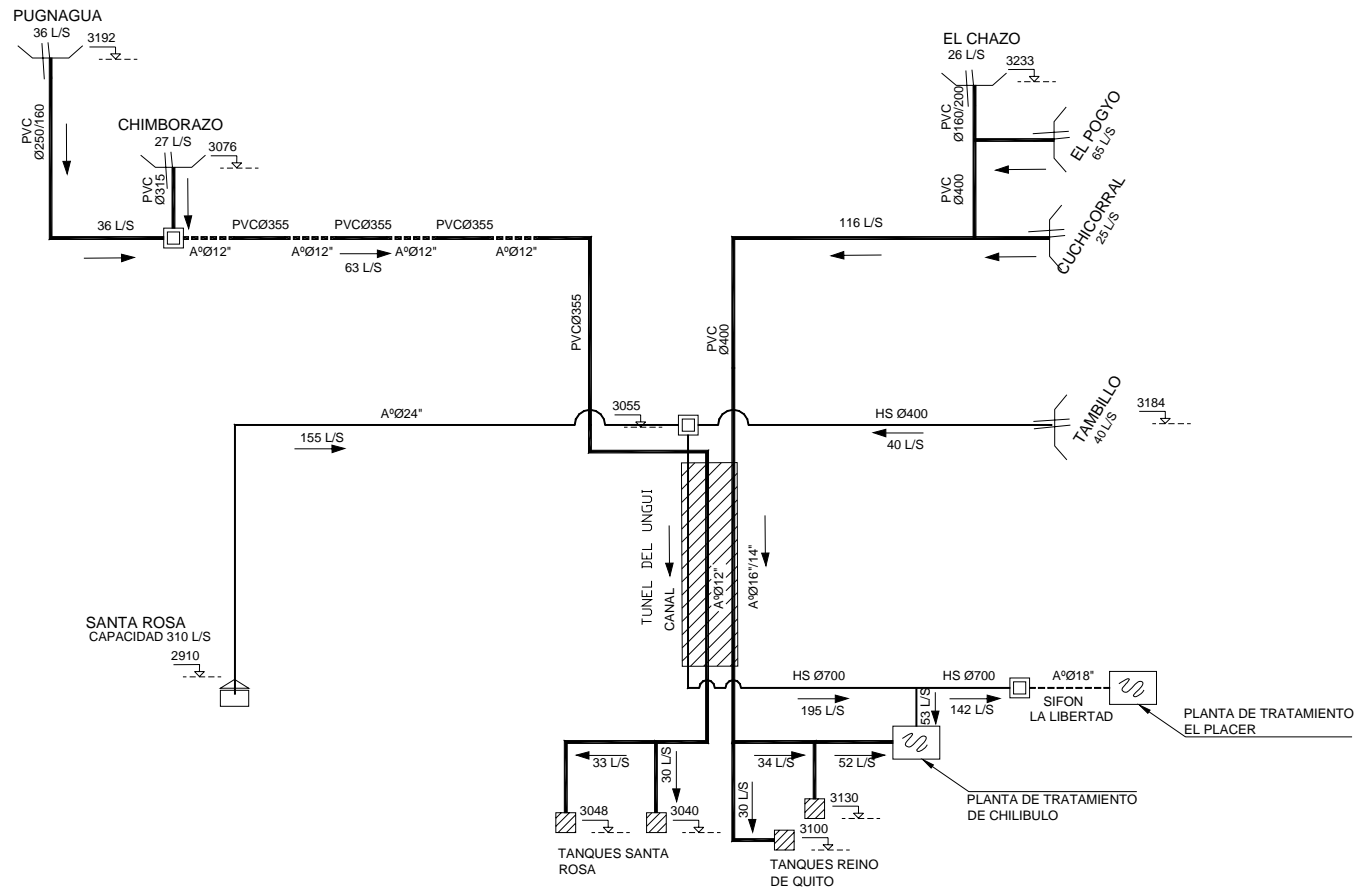 PUGNAGUA
36 L/S
3192
PVC
Ø250/160
CHIMBORAZO
27 L/S
3076
PVC
Ø315
36 L/S
PVCØ355
PVCØ355
PVCØ355
AºØ12"
AºØ12"
AºØ12"
AºØ12"
63 L/S
PVCØ355
EL CHAZO
26 L/S
3233
PVC
Ø160/200
EL POGYO
65 L/S
PVC
Ø400
116 L/S
CUCHICORRAL
25 L/S
PVC
Ø400
AºØ24"
155 L/S
3055
HS Ø400
40 L/S
TAMBILLO
40 L/S
3184
TUNEL DEL UNGUI
CANAL
AºØ12"
AºØ16"/14"
SANTA ROSA
CAPACIDAD 310 L/S
2910
HS Ø700
195 L/S
HS Ø700
142 L/S
AºØ18"
SIFON
LA LIBERTAD
53 L/S
PLANTA DE TRATAMIENTO
EL PLACER
33 L/S
30 L/S
34 L/S
52 L/S
30 L/S
PLANTA DE TRATAMIENTO
DE CHILIBULO
3048
3040
3130
3100
TANQUES SANTA
ROSA
TANQUES REINO
DE QUITO